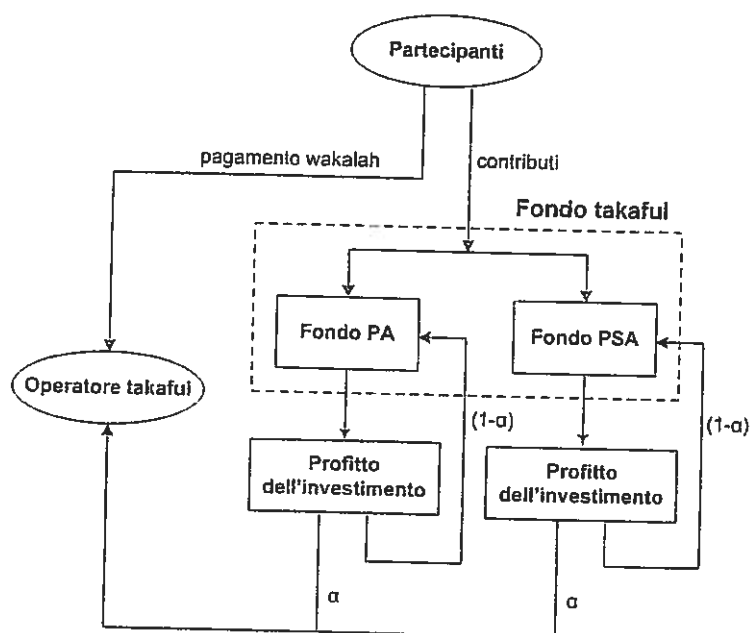 Partecipanti
pagamento wakalah
contributi
Fondo takaful
Fondo PA
Fondo PSA
Operatore takaful
(1-α)
(1-α)
Profitto
dell'investimento
Profitto
dell'investimento
α
α